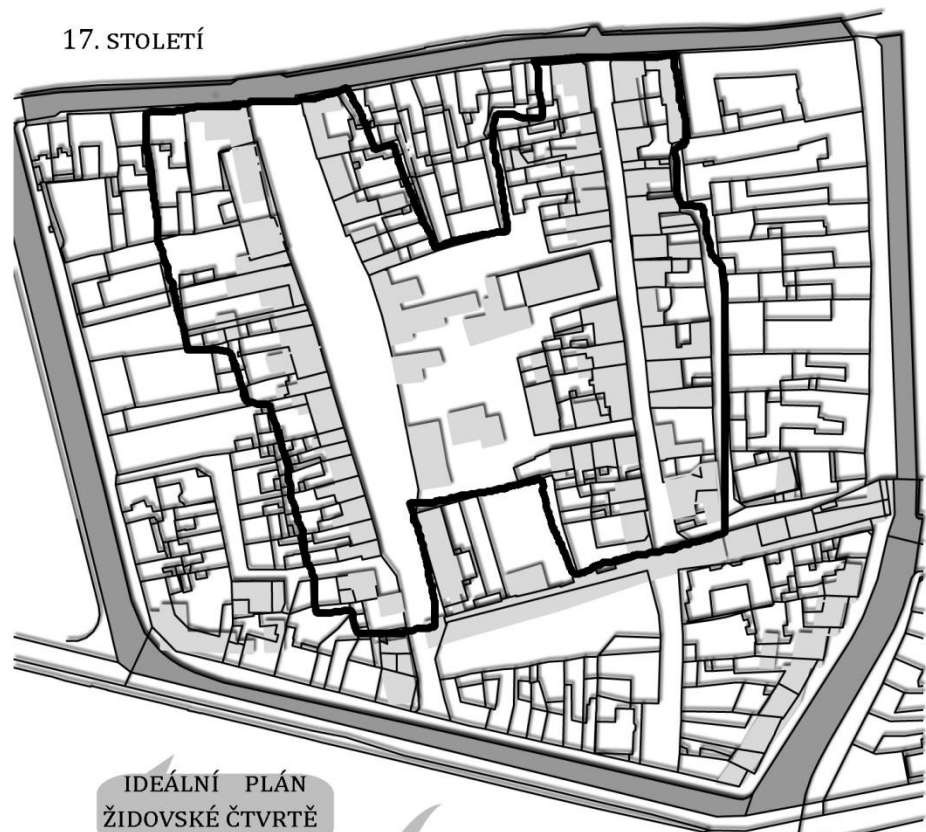 17. STOLETÍ
IDEÁLNÍ PLÁN
ŽIDOVSKÉ ČTVRTĚ